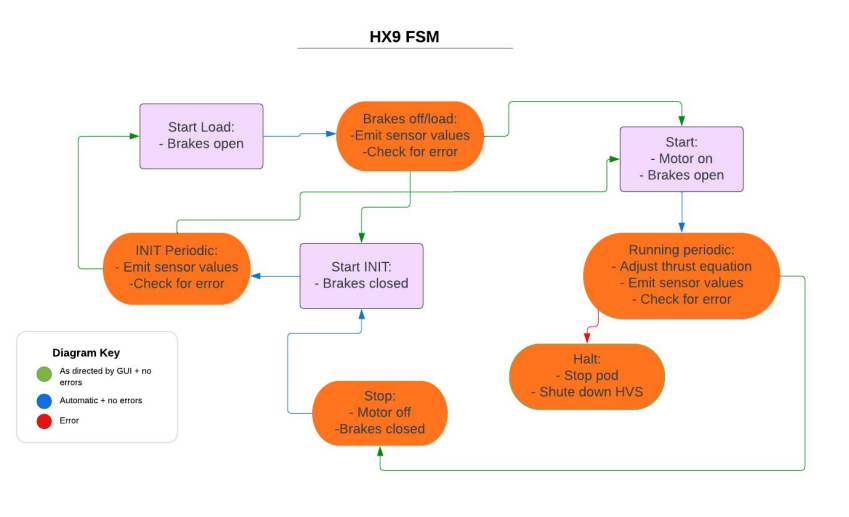 HX9 FSM
Start Load:
- Brakes open
Brakes off/load:
-Emit sensor values
-Check for error
Start:
- Motor on
- Brakes open
INIT Periodic:
- Emit sensor values
-Check for error
Start INIT:
- Brakes closed
Running periodic:
- Adjust thrust equation
- Emit sensor values
- Check for error
Diagram Key
As directed by GUI + no
errors
Automatic + no errors
Error
Halt:
- Stop pod
- Shute down HVS
Stop:
- Motor off
-Brakes closed